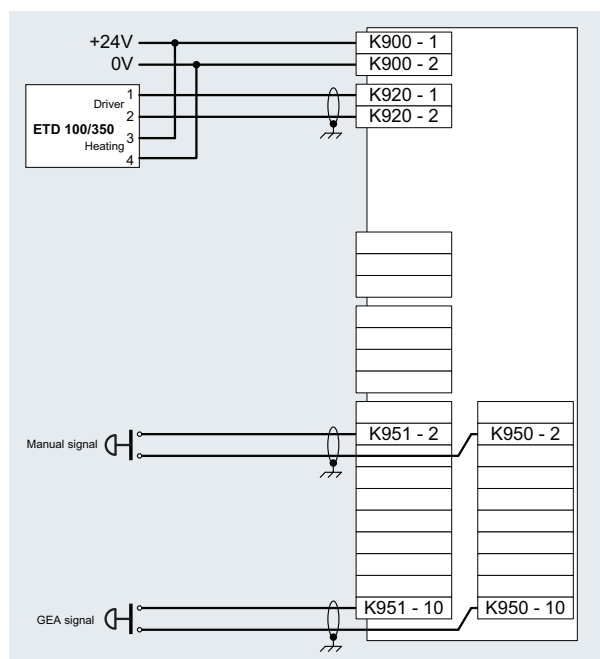 +24V K900 - 1
0V K900 - 2
1 K920 - 1
Driver
2 K920 - 2
ETD 100/350
3
Heating
4
Manual signal K951 - 2 K950 - 2
GEA signal K951 - 10 K950 - 10